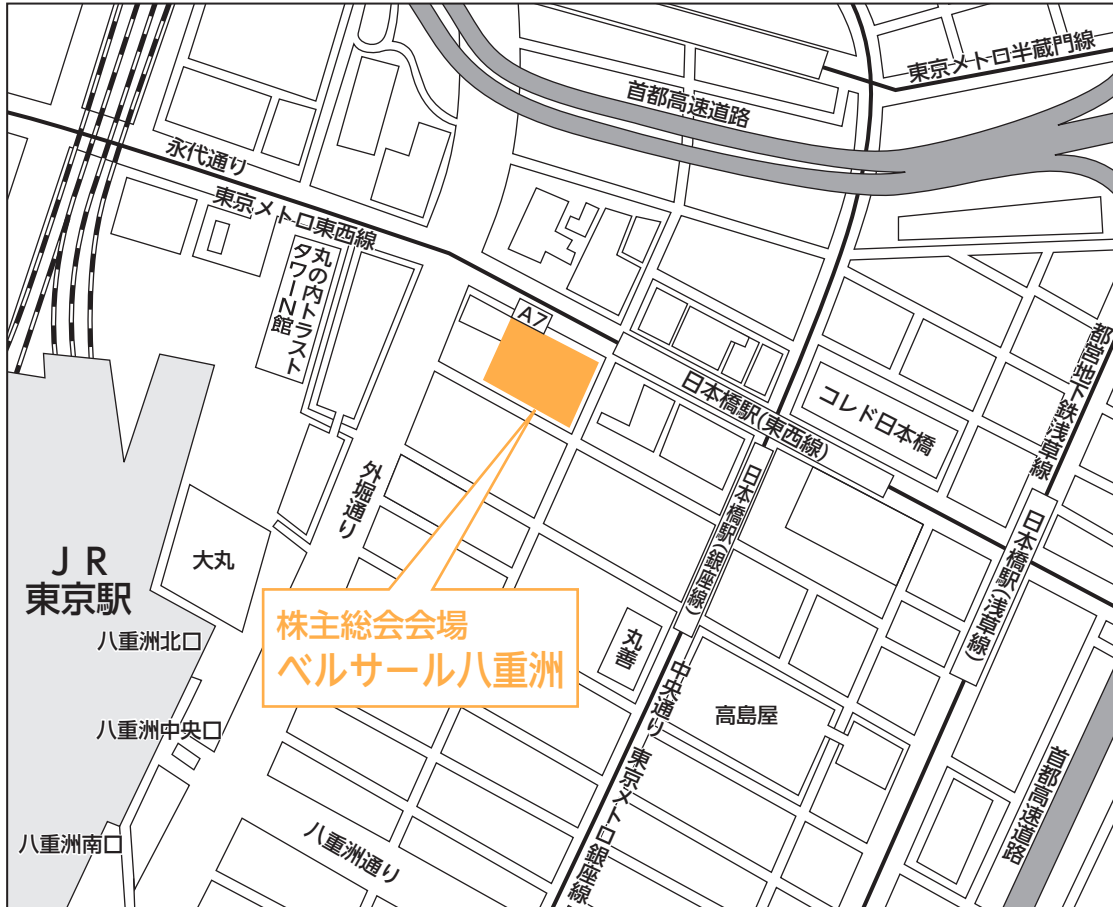 東京メトロ半蔵門線
首都高速道路
永代通り
東京メトロ東西線
丸の内トラスト
タワーN館
A7
日本橋駅(東西線)
コレド日本橋
都営地下鉄浅草線
外堀通り
日本橋駅(銀座線)
日本橋駅(浅草線)
JR
東京駅
大丸
八重洲北口
株主総会会場
ベルサール八重洲
丸善
中央通り
高島屋
八重洲中央口
東京メトロ銀座線
首都高速道路
八重洲南口
八重洲通り